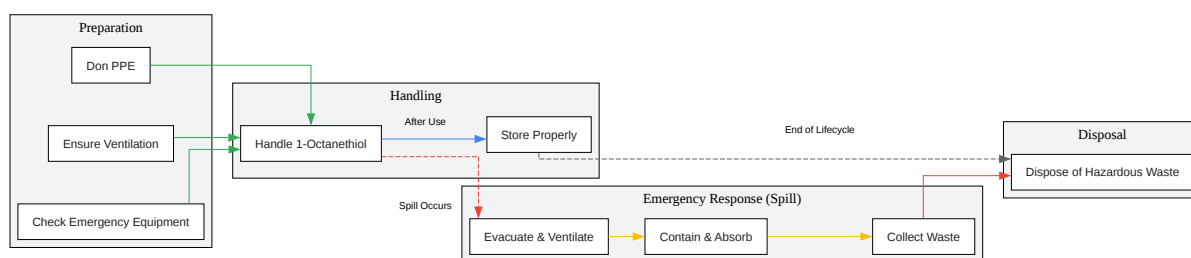 Preparation
Don PPE
Ensure Ventilation
Check Emergency Equipment
Handling
Handle 1-Octanethiol
After Use
Store Properly
Spill Occurs
End of Lifecycle
Emergency Response (Spill)
Evacuate & Ventilate
Contain & Absorb
Collect Waste
Disposal
Dispose of Hazardous Waste